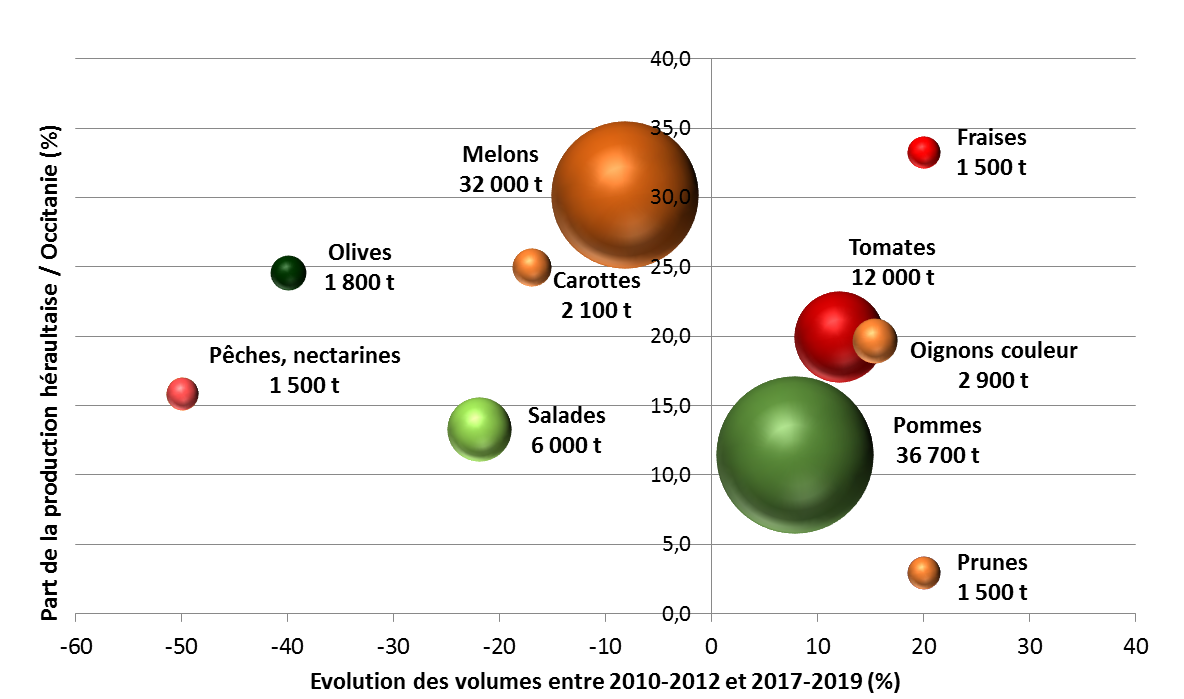 40,0
35,0
30,0
25,0
20,0
15,0
10,0
5,0
0,0
Part de la production héraultaise / Occitanie (%)
Melons
32 000 t
Fraises
1 500 t
Olives
1 800 t
Carottes
2 100 t
Tomates
12 000 t
Pêches, nectarines
1 500 t
Oignons couleur
2 900 t
Salades
6 000 t
Pommes
36 700 t
Prunes
1 500 t
-60 -50 -40 -30 -20 -10 0 10 20 30 40
Evolution des volumes entre 2010-2012 et 2017-2019 (%)